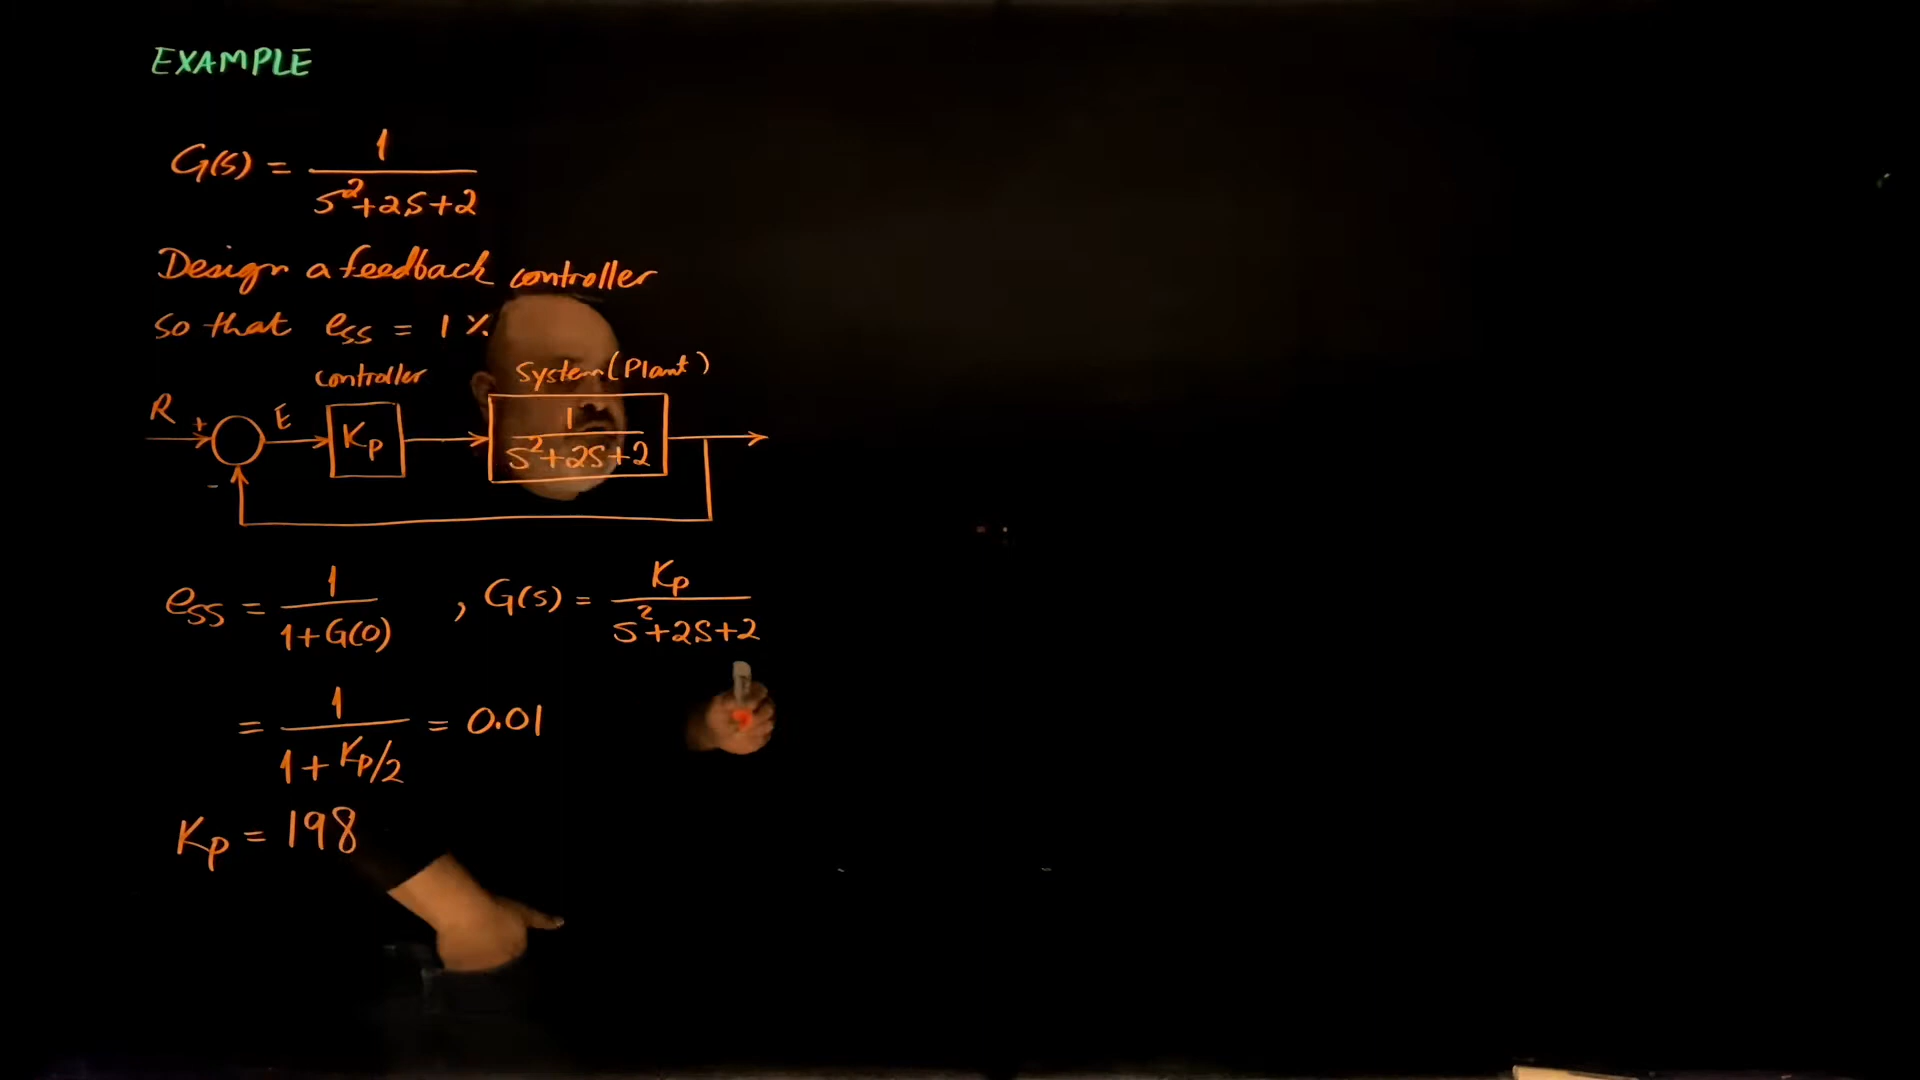 EXAMPLE
G(s) = 1 / (s²+2s+2)
Design a feedback controller
so that ess = 1 %
controller System (Plant)
R + E Kp 1 / (s²+2s+2)
-
ess = 1 / (1+G(0)) , G(s) = Kp / (s²+2s+2)
= 1 / (1+Kp/2) = 0.01
Kp = 198